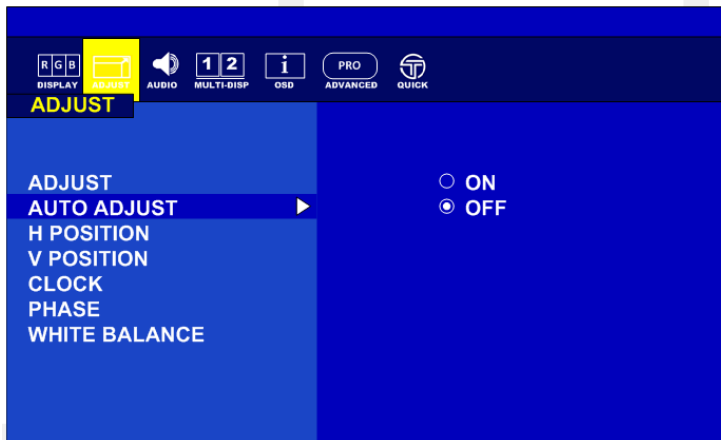 R G B
DISPLAY
ADJUST
AUDIO
1 2
MULTI-DISP
i
OSD
PRO
ADVANCED
QUICK
ADJUST
ADJUST
AUTO ADJUST
H POSITION
V POSITION
CLOCK
PHASE
WHITE BALANCE
ON
OFF